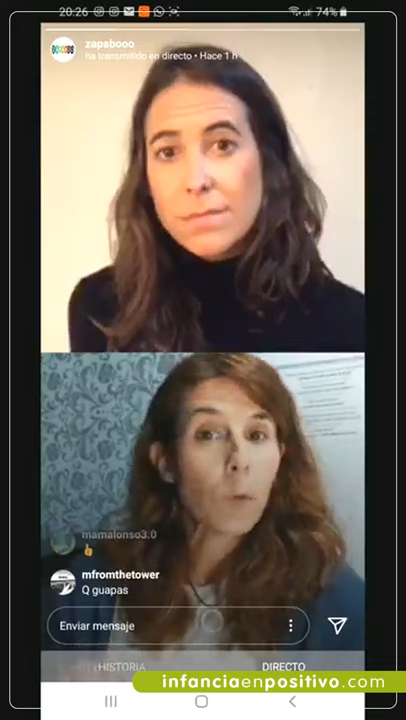 20:26
74%
zapabooo
ha transmitido en directo • Hace 1 h
mamalonso3.0
👍
mfromthetower
Q guapas
Enviar mensaje
HISTORIA
DIRECTO
infanciaenpositivo.com